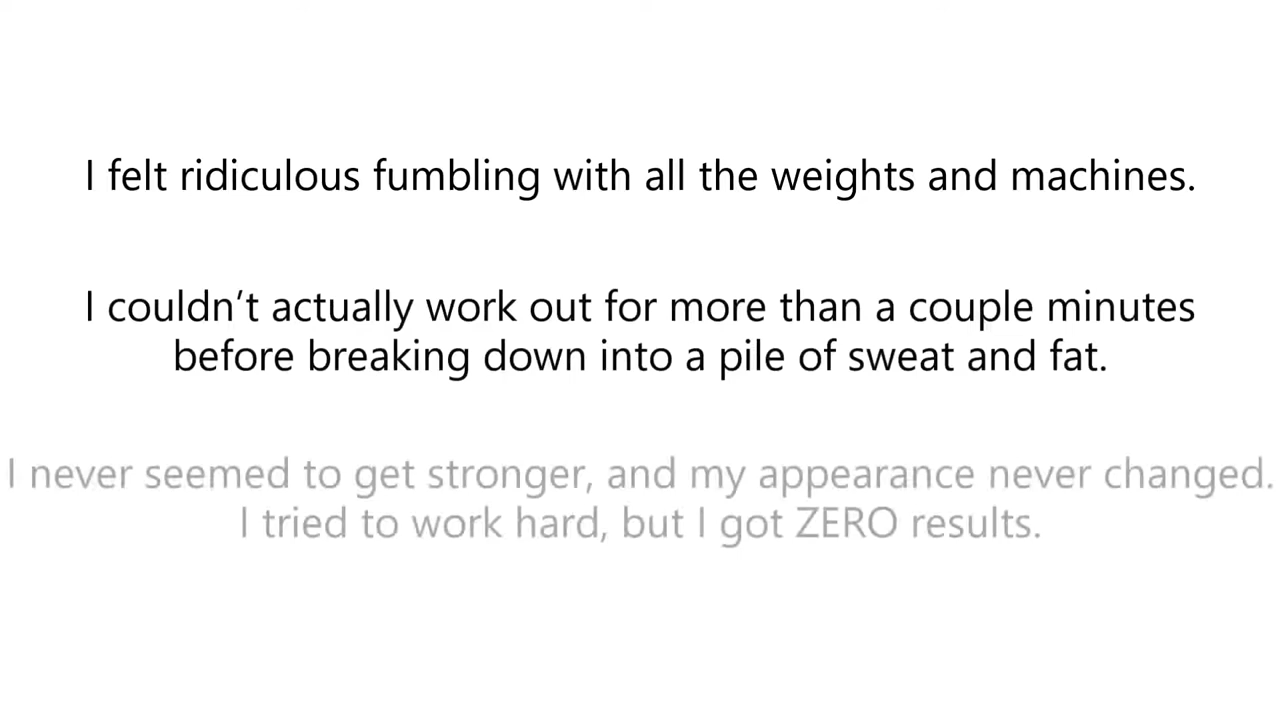 I felt ridiculous fumbling with all the weights and machines.
I couldn’t actually work out for more than a couple minutes
before breaking down into a pile of sweat and fat.
I never seemed to get stronger, and my appearance never changed.
I tried to work hard, but I got ZERO results.